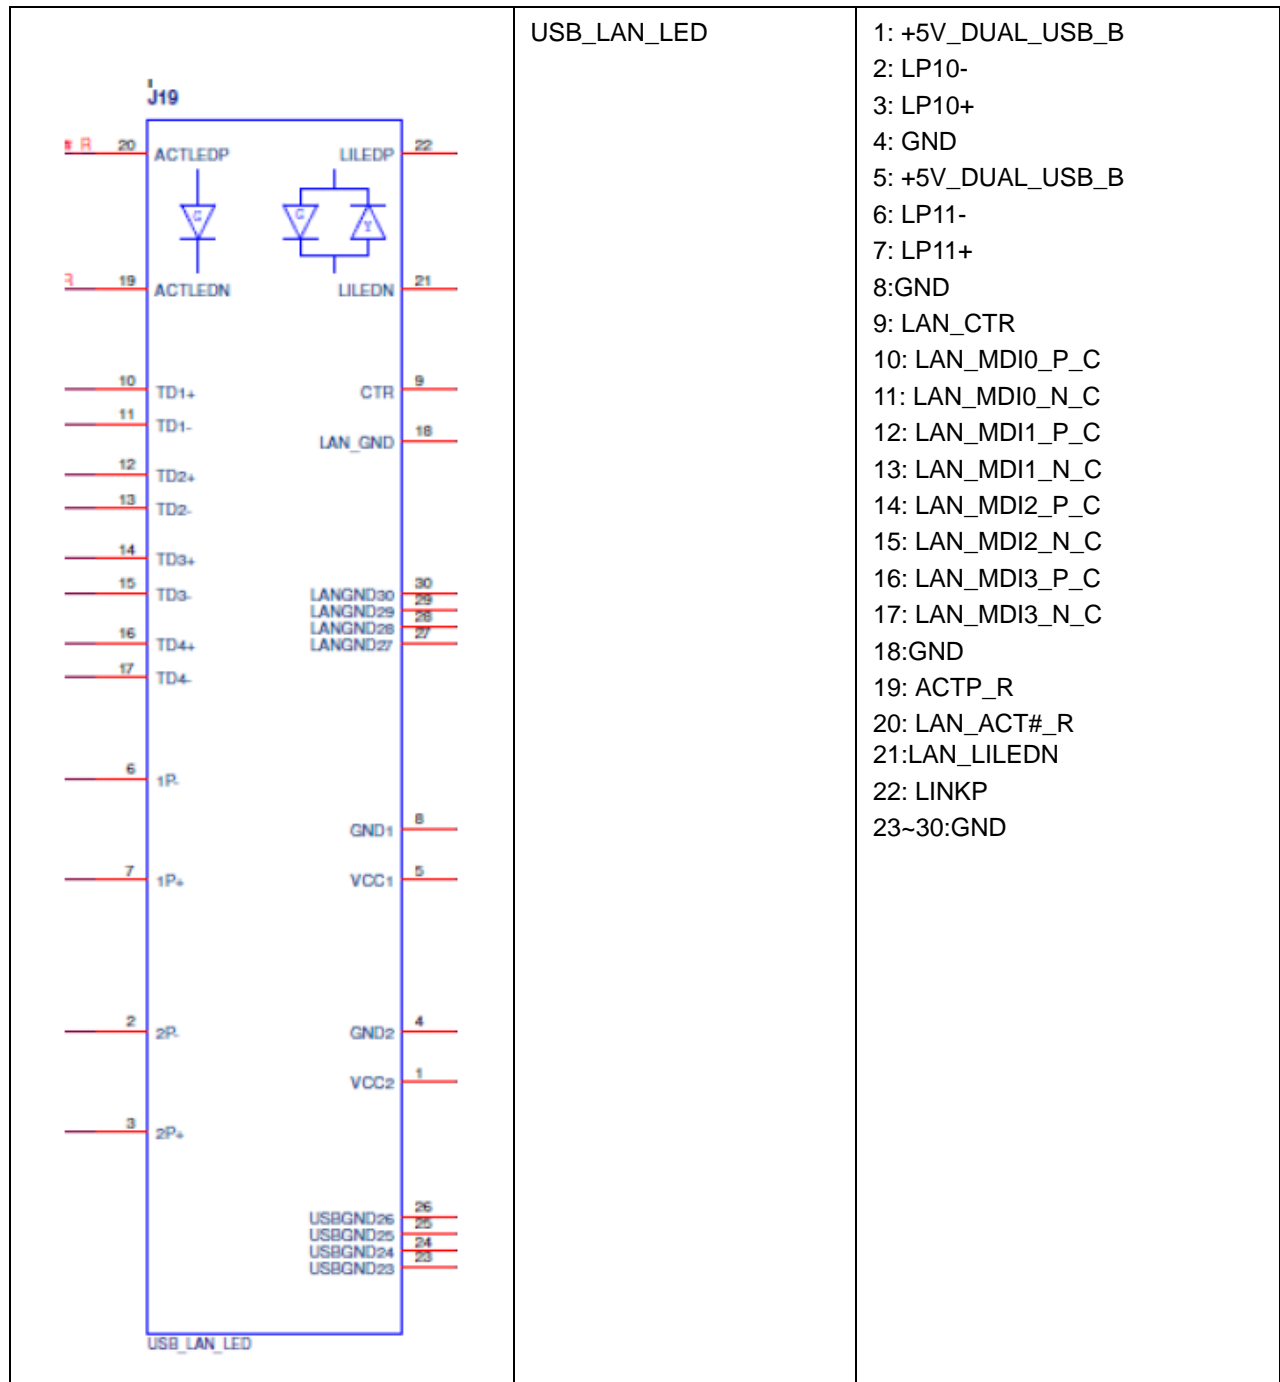 J19
# R 20 ACTLEDP LILEDP 22
G G Y
R 19 ACTLEDN LILEDN 21
10 TD1+ CTR 9
11 TD1-
LAN_GND 18
12 TD2+
13 TD2-
14 TD3+
15 TD3- LANGND30 30
LANGND29 29
LANGND28 28
16 TD4+ LANGND27 27
17 TD4-
6 1P-
GND1 8
7 1P+ VCC1 5
2 2P- GND2 4
VCC2 1
3 2P+
USBGND26 26
USBGND25 25
USBGND24 24
USBGND23 23
USB_LAN_LED
USB_LAN_LED
1: +5V_DUAL_USB_B
2: LP10-
3: LP10+
4: GND
5: +5V_DUAL_USB_B
6: LP11-
7: LP11+
8:GND
9: LAN_CTR
10: LAN_MDI0_P_C
11: LAN_MDI0_N_C
12: LAN_MDI1_P_C
13: LAN_MDI1_N_C
14: LAN_MDI2_P_C
15: LAN_MDI2_N_C
16: LAN_MDI3_P_C
17: LAN_MDI3_N_C
18:GND
19: ACTP_R
20: LAN_ACT#_R
21:LAN_LILEDN
22: LINKP
23~30:GND